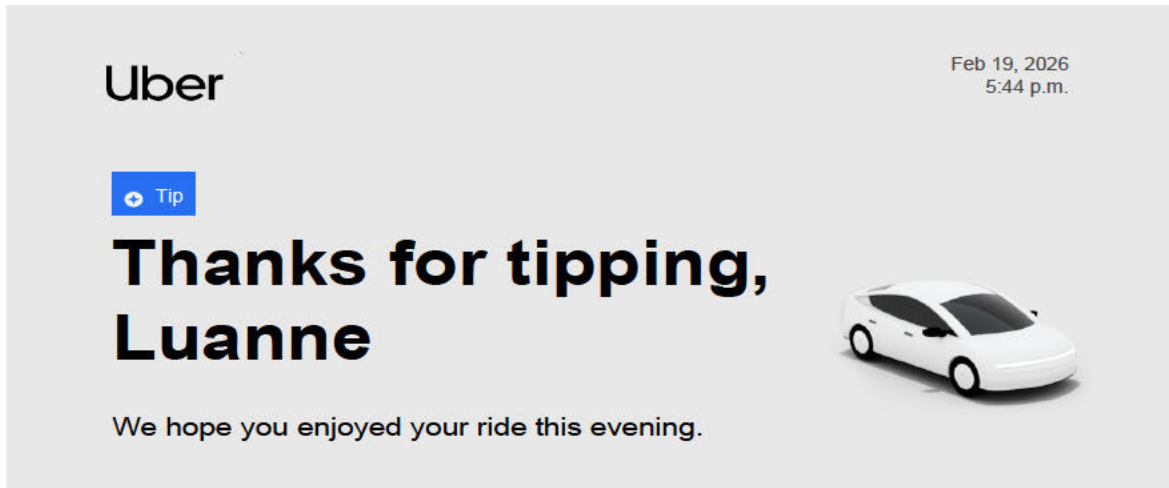 Uber
Feb 19, 2026
5:44 p.m.
Tip
Thanks for tipping,
Luanne
We hope you enjoyed your ride this evening.